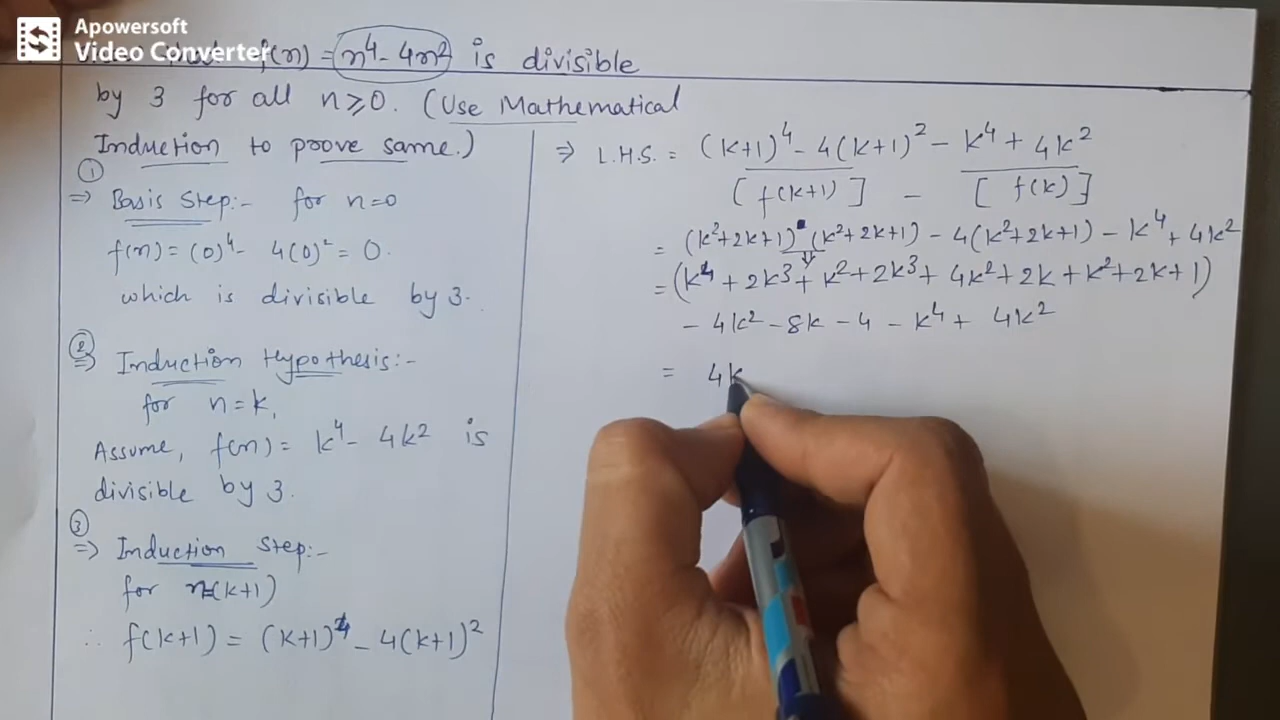 Apowersoft
Video Converter
f(n) = n⁴ - 4n² is divisible
by 3 for all n ≥ 0. (Use Mathematical
Induction to prove same.)
①
⇒ Basis Step:- for n=0
f(n) = (0)⁴ - 4(0)² = 0.
which is divisible by 3.
②
⇒ Induction Hypothesis:-
for n = k,
Assume, f(n) = k⁴ - 4k² is
divisible by 3.
③
⇒ Induction Step:-
for n=(k+1)
∴ f(k+1) = (k+1)⁴ - 4(k+1)²
⇒ L.H.S. = (k+1)⁴ - 4(k+1)² - k⁴ + 4k²
[f(k+1)] - [f(k)]
= (k²+2k+1)·(k²+2k+1) - 4(k²+2k+1) - k⁴ + 4k²
= (k⁴ + 2k³ + k² + 2k³ + 4k² + 2k + k² + 2k + 1)
- 4k² - 8k - 4 - k⁴ + 4k²
= 4k